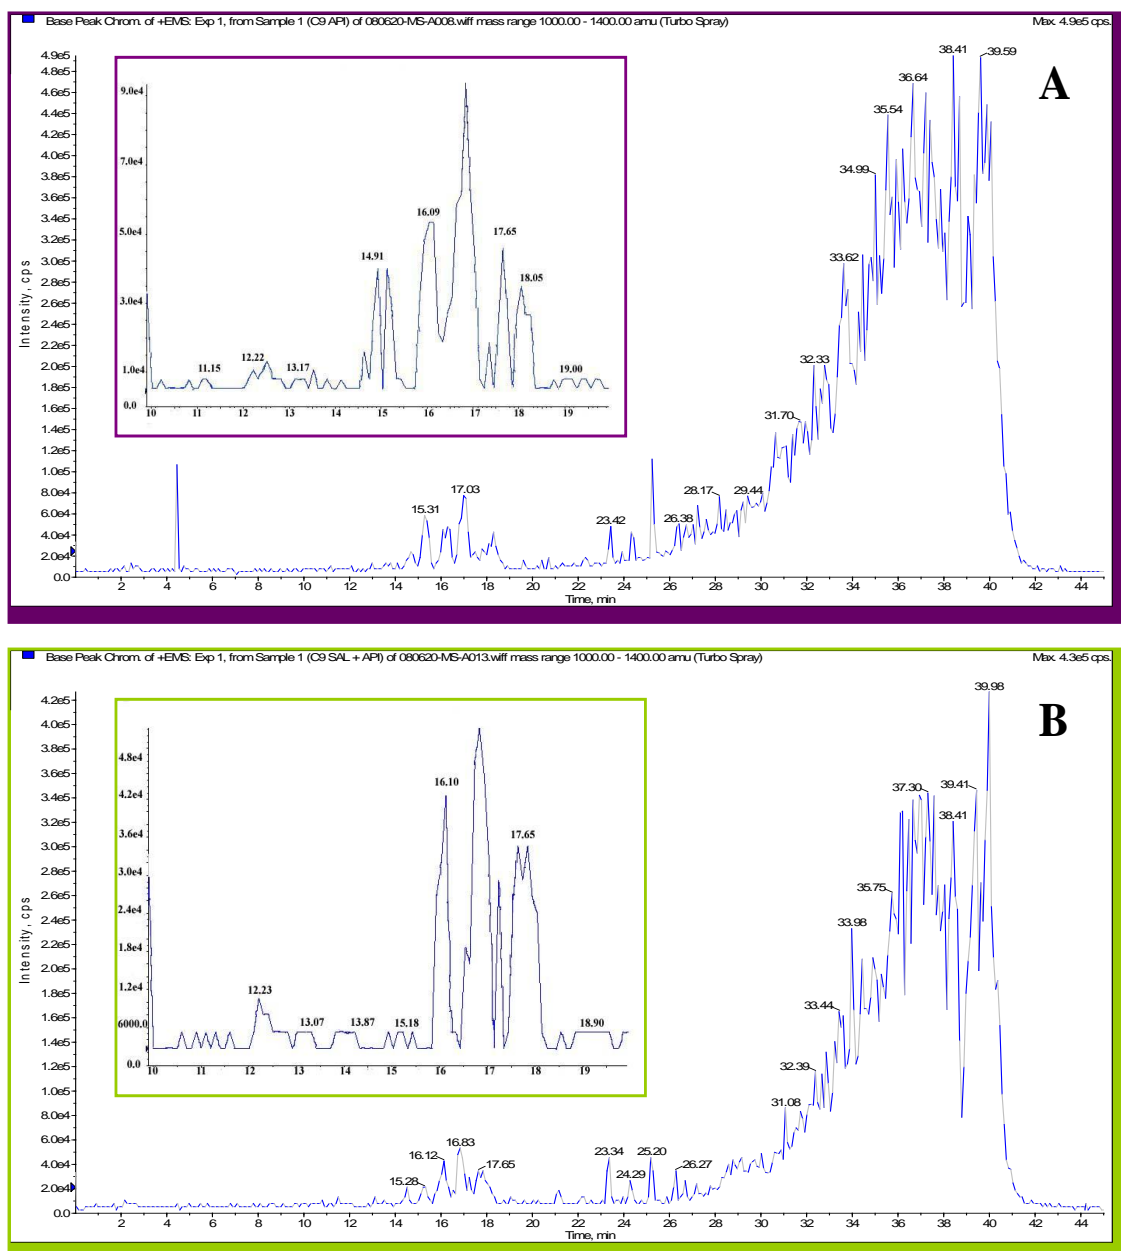 Base Peak Chrom. of +EMS: Exp 1, from Sample 1 (C9 API) of 080620-MS-A008.wiff mass range 1000.00 - 1400.00 amu (Turbo Spray) Max. 4.9e5 cps.
A
Intensity, cps
4.9e5
4.8e5
4.6e5
4.4e5
4.2e5
4.0e5
3.8e5
3.6e5
3.4e5
3.2e5
3.0e5
2.8e5
2.6e5
2.4e5
2.2e5
2.0e5
1.8e5
1.6e5
1.4e5
1.2e5
1.0e5
8.0e4
6.0e4
4.0e4
2.0e4
0.0
9.0e4
7.0e4
5.0e4
3.0e4
1.0e4
0.0
11.15 12.22 13.17 14.91 16.09 17.65 18.05 19.00
10 11 12 13 14 15 16 17 18 19
15.31 17.03 23.42 26.38 28.17 29.44 31.70 32.33 33.62 34.99 35.54 36.64 38.41 39.59
2 4 6 8 10 12 14 16 18 20 22 24 26 28 30 32 34 36 38 40 42 44
Time, min
Base Peak Chrom. of +EMS: Exp 1, from Sample 1 (C9 SAL + API) of 080620-MS-A013.wiff mass range 1000.00 - 1400.00 amu (Turbo Spray) Max. 4.3e5 cps.
B
Intensity, cps
4.2e5
4.0e5
3.8e5
3.6e5
3.4e5
3.2e5
3.0e5
2.8e5
2.6e5
2.4e5
2.2e5
2.0e5
1.8e5
1.6e5
1.4e5
1.2e5
1.0e5
8.0e4
6.0e4
4.0e4
2.0e4
0.0
4.8e4
4.2e4
3.6e4
3.0e4
2.4e4
1.8e4
1.2e4
6000.0
0.0
12.23 13.07 13.87 15.18 16.10 17.65 18.90
10 11 12 13 14 15 16 17 18 19
15.28 16.12 16.83 17.65 23.34 24.29 25.20 26.27 31.08 32.39 33.44 33.98 35.75 37.30 38.41 39.41 39.98
2 4 6 8 10 12 14 16 18 20 22 24 26 28 30 32 34 36 38 40 42 44
Time, min